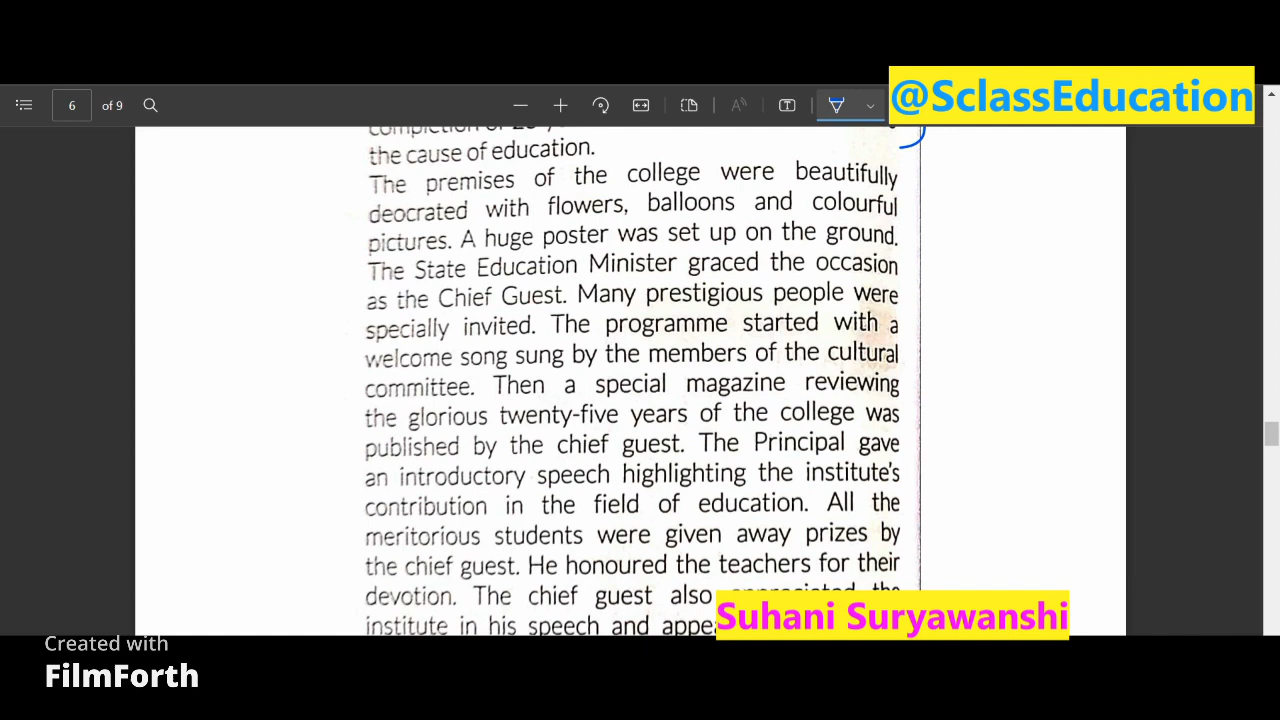 6 of 9
@SclassEducation
completion of
the cause of education.
The premises of the college were beautifully
deocrated with flowers, balloons and colourful
pictures. A huge poster was set up on the ground.
The State Education Minister graced the occasion
as the Chief Guest. Many prestigious people were
specially invited. The programme started with a
welcome song sung by the members of the cultural
committee. Then a special magazine reviewing
the glorious twenty-five years of the college was
published by the chief guest. The Principal gave
an introductory speech highlighting the institute's
contribution in the field of education. All the
meritorious students were given away prizes by
the chief guest. He honoured the teachers for their
devotion. The chief guest also appreciated the
institute in his speech and
Suhani Suryawanshi
Created with
FilmForth